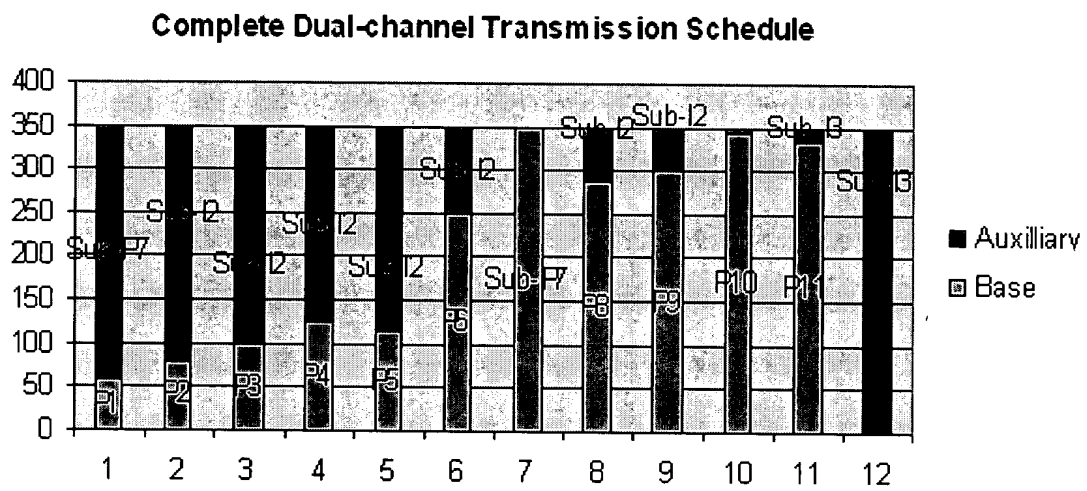 Complete Dual-channel Transmission Schedule
400
350
300
250
200
150
100
50
0
Sub-P7
Sub-I2
Sub-I2
Sub-I2
Sub-I2
Sub-I2
Sub-P7
Sub-I2
Sub-I2
Sub-I3
Sub-I3
P1
P2
P3
P4
P5
P6
P8
P9
P10
P11
Auxilliary
Base
1 2 3 4 5 6 7 8 9 10 11 12